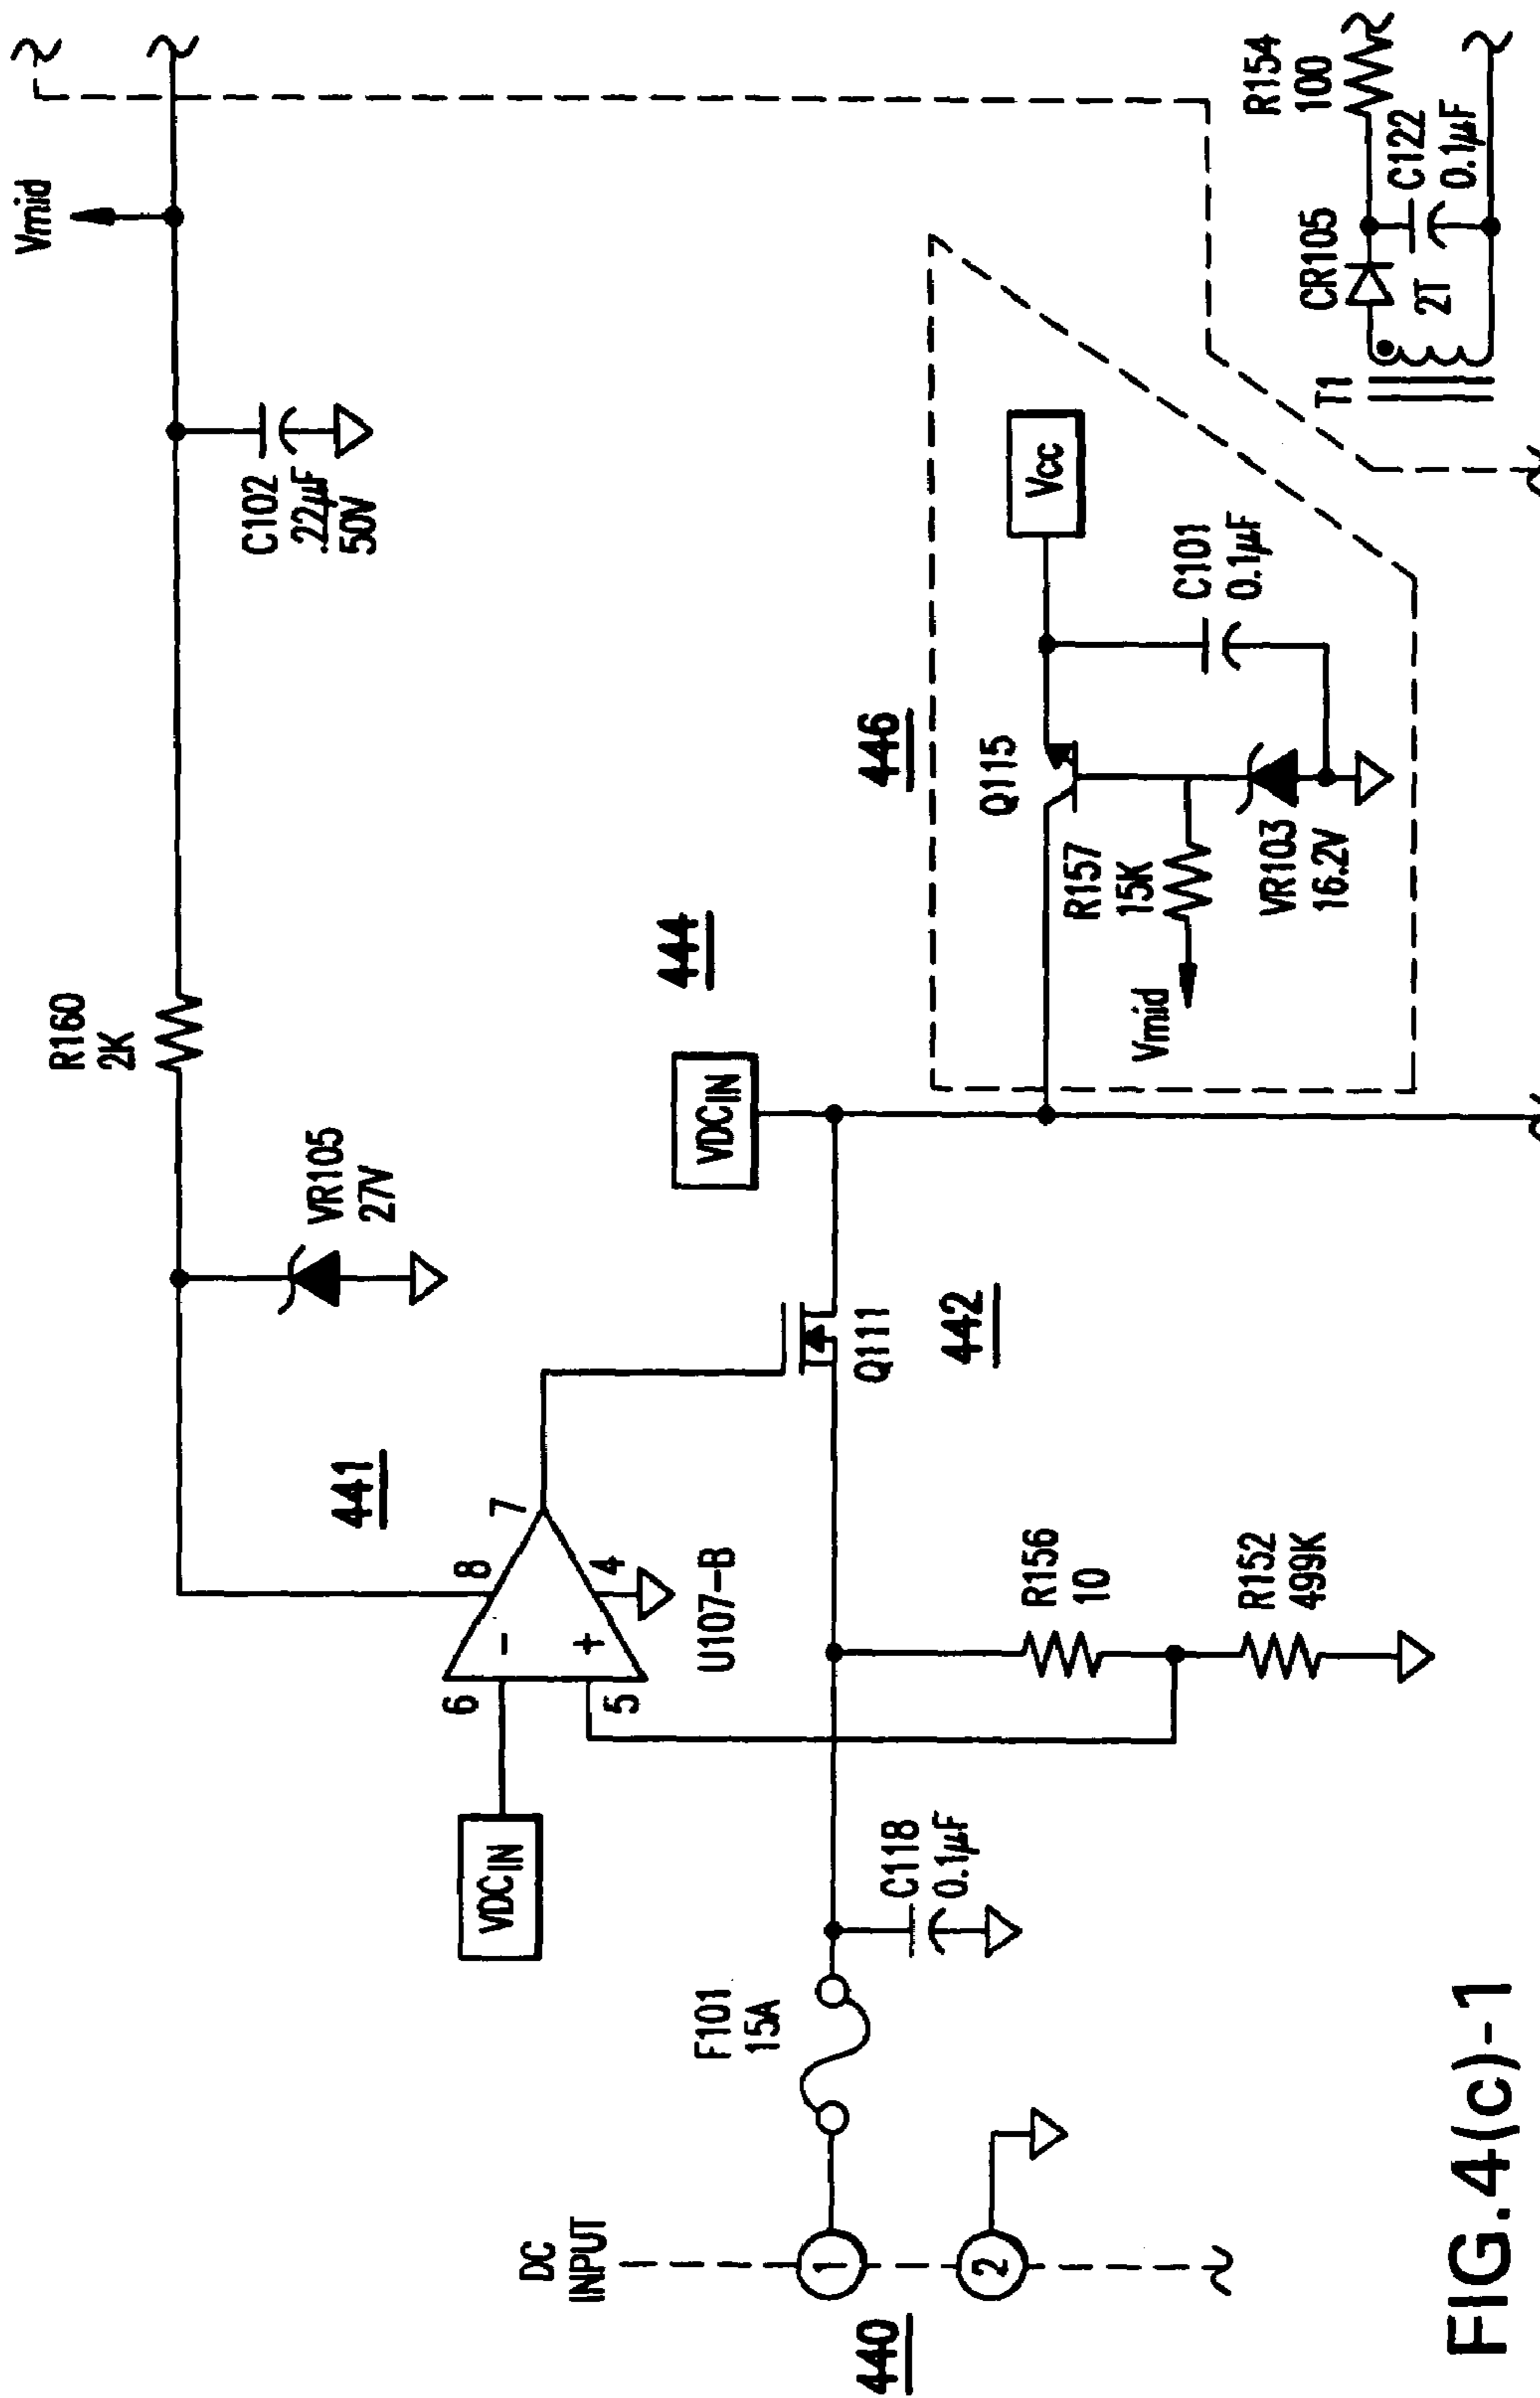 Vmid
R160
2K
VR105
27V
C102
.22µF
50V
441
8
7
6
5
4
-
+
U107-B
VDCIN
VDCIN
444
DC
INPUT
440
1
2
F101
15A
C118
0.1µF
R156
10
R152
499K
Q111
442
446
Q115
Vcc
R157
15K
Vmid
VR103
16.2V
C101
0.1µF
T1
2T
CR105
C122
0.1µF
R154
100
FIG.4(c)-1